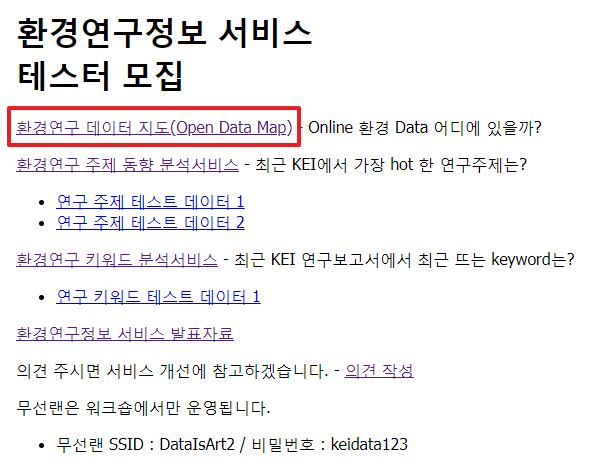 환경연구정보 서비스
테스터 모집
환경연구 데이터 지도(Open Data Map) - Online 환경 Data 어디에 있을까?
환경연구 주제 동향 분석서비스 - 최근 KEI에서 가장 hot 한 연구주제는?
연구 주제 테스트 데이터 1
연구 주제 테스트 데이터 2
환경연구 키워드 분석서비스 - 최근 KEI 연구보고서에서 최근 뜨는 keyword는?
연구 키워드 테스트 데이터 1
환경연구정보 서비스 발표자료
의견 주시면 서비스 개선에 참고하겠습니다. - 의견 작성
무선랜은 워크숍에서만 운영됩니다.
무선랜 SSID : DataIsArt2 / 비밀번호 : keidata123